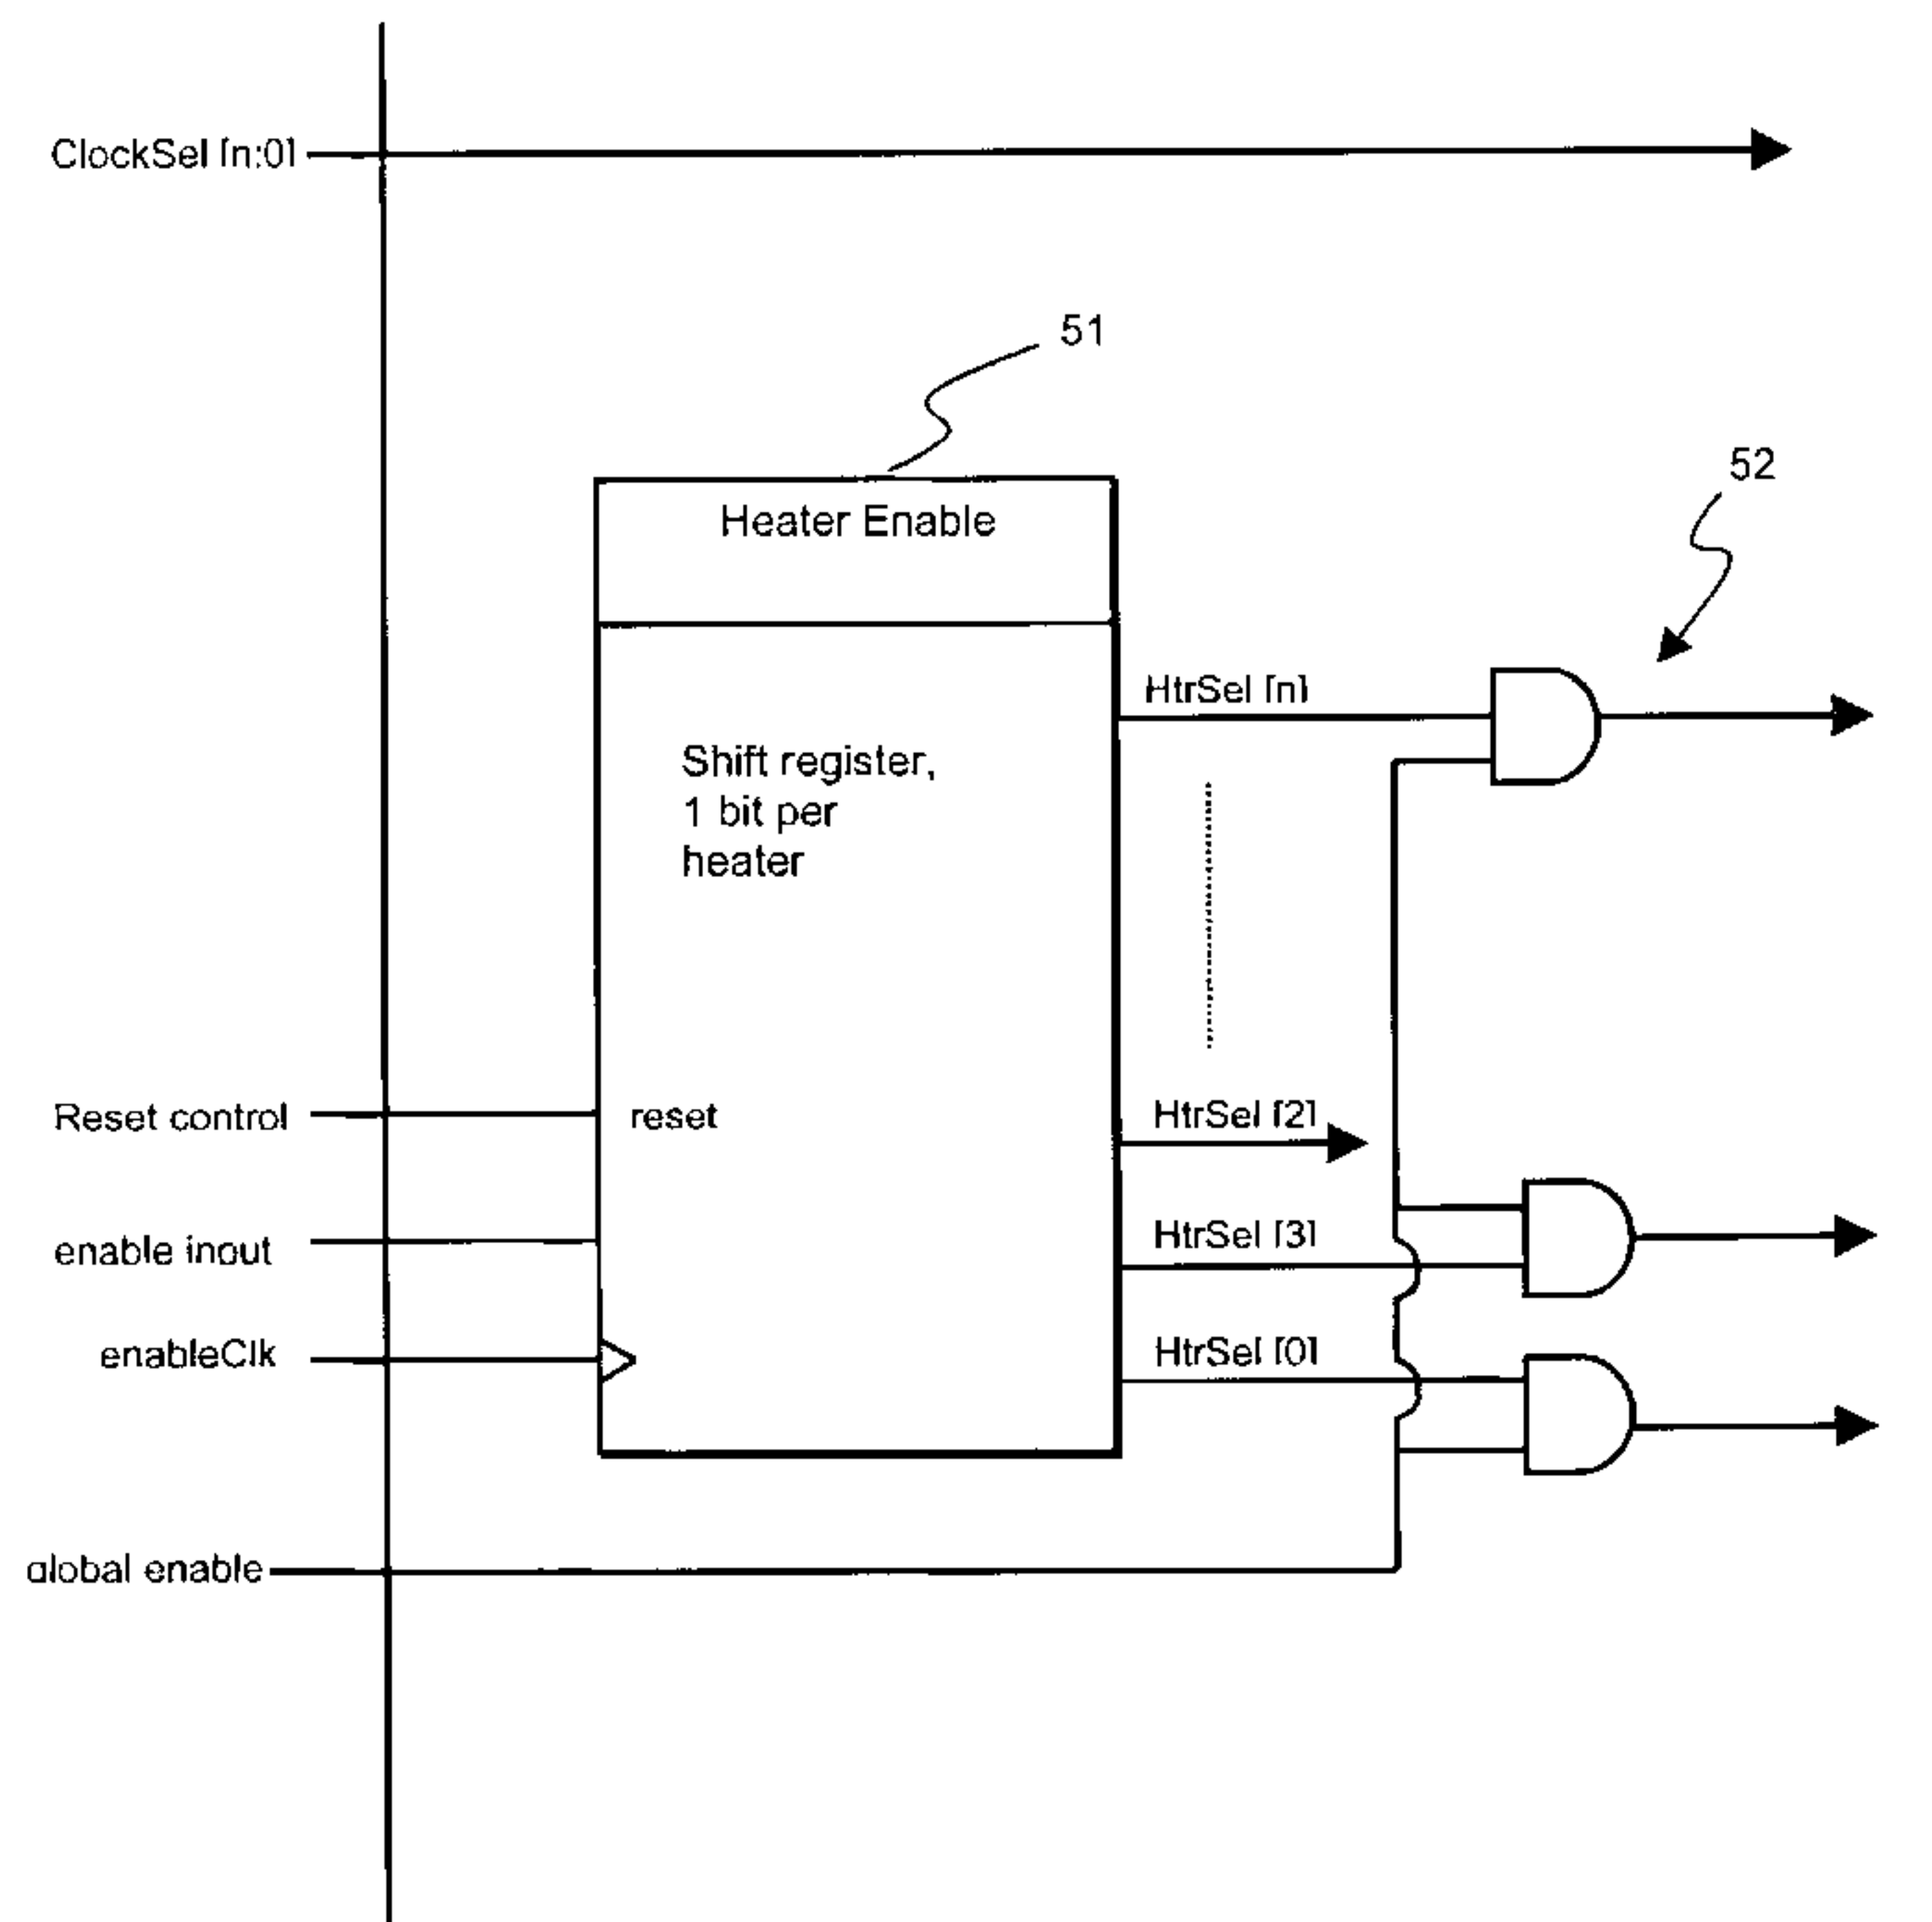 ClockSel [n:0]
51
52
Heater Enable
HtrSel [n]
Shift register,
1 bit per
heater
Reset control
reset
HtrSel [2]
enable input
HtrSel [3]
enableClk
HtrSel [0]
global enable